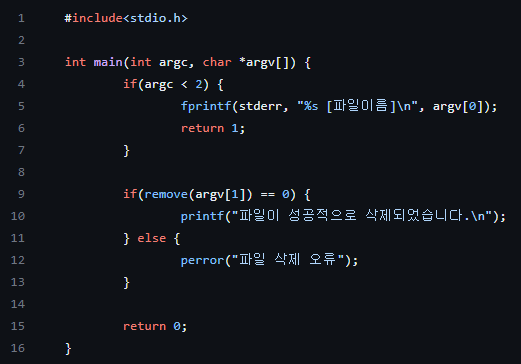 1 #include<stdio.h>
2
3 int main(int argc, char *argv[]) {
4 if(argc < 2) {
5 fprintf(stderr, "%s [파일이름]\n", argv[0]);
6 return 1;
7 }
8
9 if(remove(argv[1]) == 0) {
10 printf("파일이 성공적으로 삭제되었습니다.\n");
11 } else {
12 perror("파일 삭제 오류");
13 }
14
15 return 0;
16 }